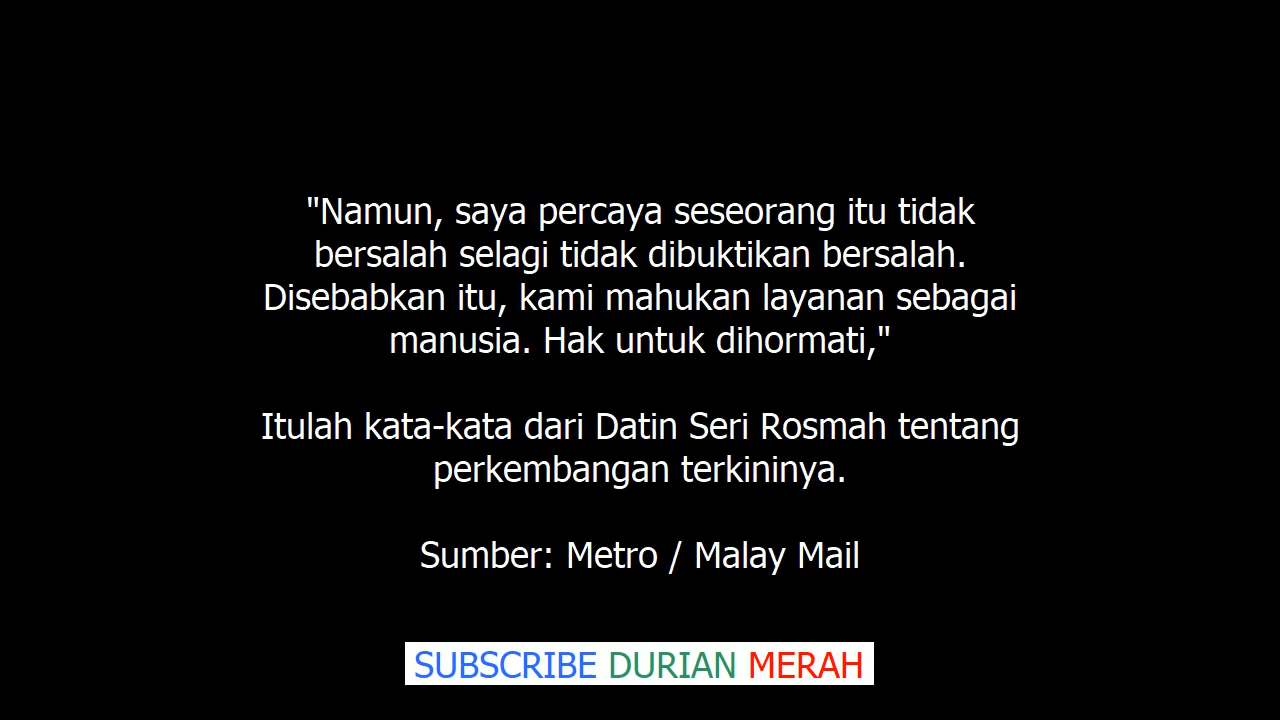 "Namun, saya percaya seseorang itu tidak
bersalah selagi tidak dibuktikan bersalah.
Disebabkan itu, kami mahukan layanan sebagai
manusia. Hak untuk dihormati,"
Itulah kata-kata dari Datin Seri Rosmah tentang
perkembangan terkininya.
Sumber: Metro / Malay Mail
SUBSCRIBE DURIAN MERAH